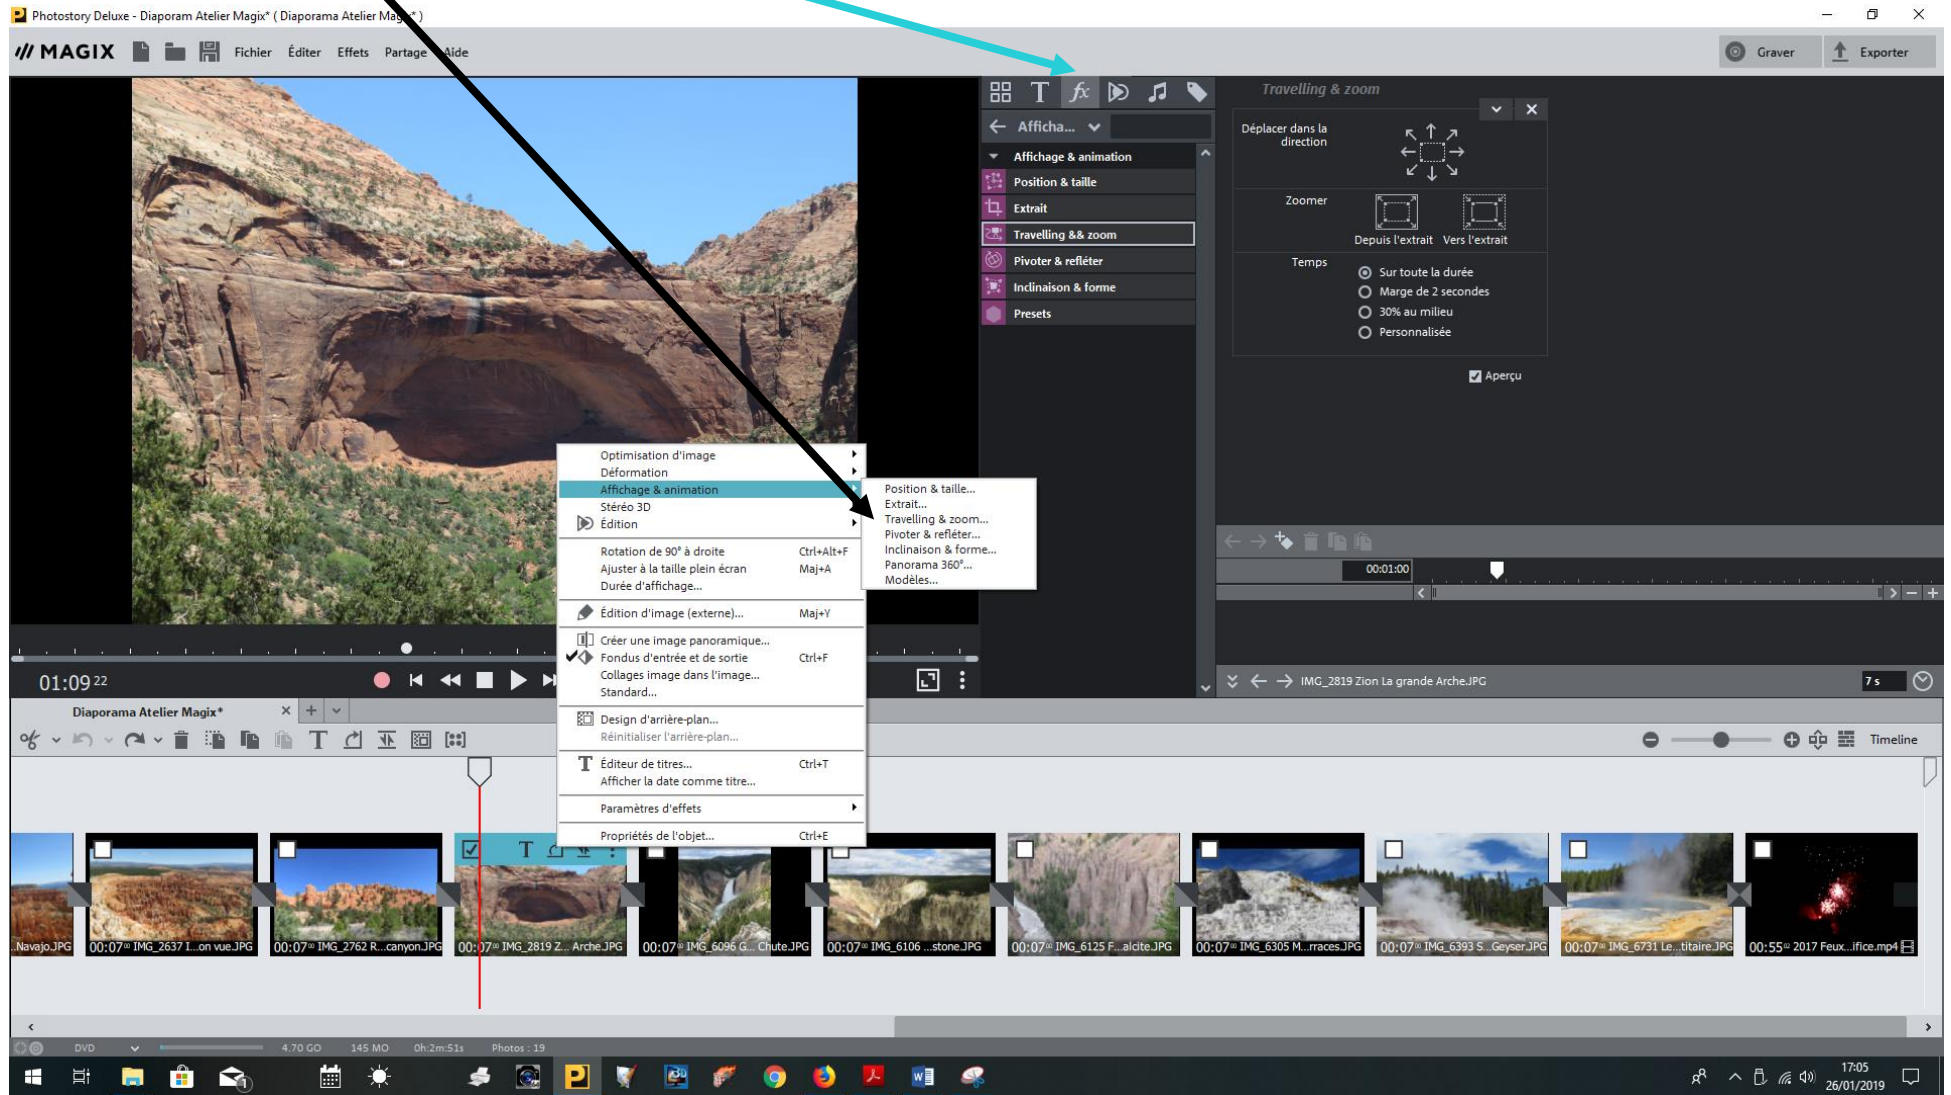 Photostory Deluxe - Diaporam Atelier Magix* ( Diaporama Atelier Magix* )
MAGIX Fichier Éditer Effets Partage Aide
Graver Exporter
Travelling & zoom
Afficha...
Affichage & animation
Position & taille
Extrait
Travelling && zoom
Pivoter & refléter
Inclinaison & forme
Presets
Déplacer dans la
direction
Zoomer
Depuis l'extrait Vers l'extrait
Temps
Sur toute la durée
Marge de 2 secondes
30% au milieu
Personnalisée
Aperçu
Optimisation d'image
Déformation
Affichage & animation
Stéréo 3D
Édition
Rotation de 90° à droite Ctrl+Alt+F
Ajuster à la taille plein écran Maj+A
Durée d'affichage...
Édition d'image (externe)... Maj+Y
Créer une image panoramique...
Fondus d'entrée et de sortie Ctrl+F
Collages image dans l'image...
Standard...
Design d'arrière-plan...
Réinitialiser l'arrière-plan...
Éditeur de titres... Ctrl+T
Afficher la date comme titre...
Paramètres d'effets
Propriétés de l'objet... Ctrl+E
Position & taille...
Extrait...
Travelling & zoom...
Pivoter & refléter...
Inclinaison & forme...
Panorama 360°...
Modèles...
00:01:00
01:09 22
IMG_2819 Zion La grande Arche.JPG
7 s
Diaporama Atelier Magix*
Timeline
Navajo.JPG
00:07 IMG_2637 I...on vue.JPG
00:07 IMG_2762 R...canyon.JPG
00:07 IMG_2819 Z... Arche.JPG
00:07 IMG_6096 G... Chute.JPG
00:07 IMG_6106 ...stone.JPG
00:07 IMG_6125 F...alcite.JPG
00:07 IMG_6305 M...rraces.JPG
00:07 IMG_6393 S...Geyser.JPG
00:07 IMG_6731 Le...titaire.JPG
00:55 2017 Feux...ifice.mp4
DVD 4.70 GO 145 MO 0h:2m:51s Photos : 19
17:05
26/01/2019